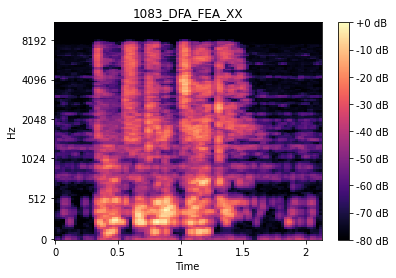 1083_DFA_FEA_XX
+0 dB
8192
-10 dB
4096
-20 dB
-30 dB
2048
Hz
-40 dB
1024
-50 dB
512
-60 dB
-70 dB
0
-80 dB
0 0.5 1 1.5 2
Time